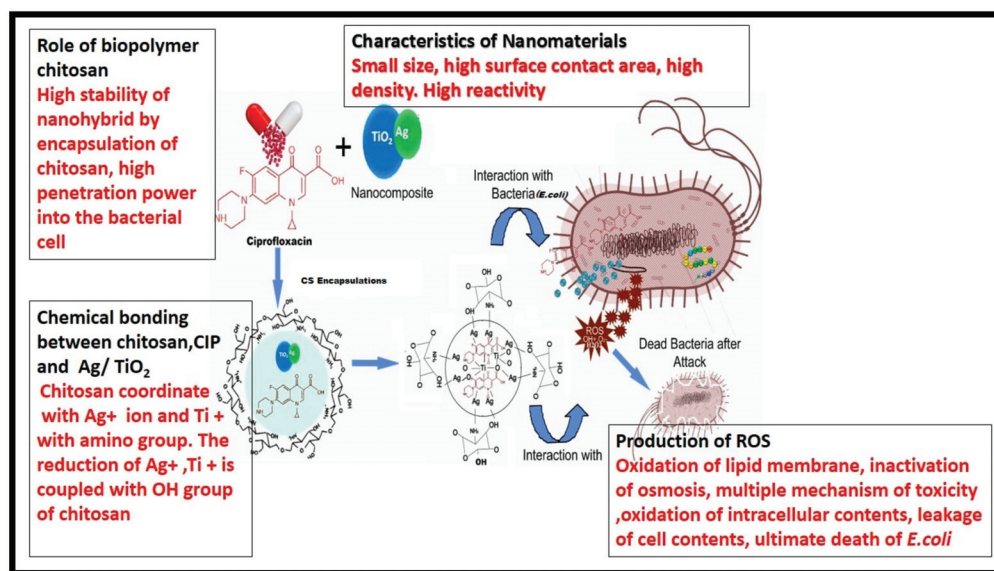 Role of biopolymer
chitosan
High stability of
nanohybrid by
encapsulation of
chitosan, high
penetration power
into the bacterial
cell
Characteristics of Nanomaterials
Small size, high surface contact area, high
density. High reactivity
TiO2 Ag
Nanocomposite
+
F
O
O
OH
N
N
HN
Ciprofloxacin
CS Encapsulations
Interaction with
Bacteria(E.coli)
Chemical bonding
between chitosan,CIP
and Ag/ TiO2
Chitosan coordinate
with Ag+ ion and Ti +
with amino group. The
reduction of Ag+ ,Ti + is
coupled with OH group
of chitosan
TiO2 Ag
Interaction with
ROS
Dead Bacteria after
Attack
Production of ROS
Oxidation of lipid membrane, inactivation
of osmosis, multiple mechanism of toxicity
,oxidation of intracellular contents, leakage
of cell contents, ultimate death of E.coli